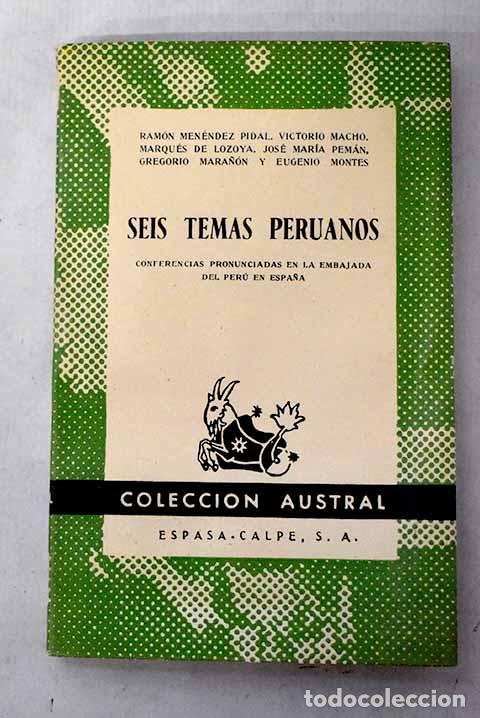 RAMÓN MENÉNDEZ PIDAL, VICTORIO MACHO,
MARQUÉS DE LOZOYA, JOSÉ MARÍA PEMÁN,
GREGORIO MARAÑÓN Y EUGENIO MONTES
SEIS TEMAS PERUANOS
CONFERENCIAS PRONUNCIADAS EN LA EMBAJADA
DEL PERÚ EN ESPAÑA
COLECCION AUSTRAL
ESPASA-CALPE, S. A.
todocoleccion